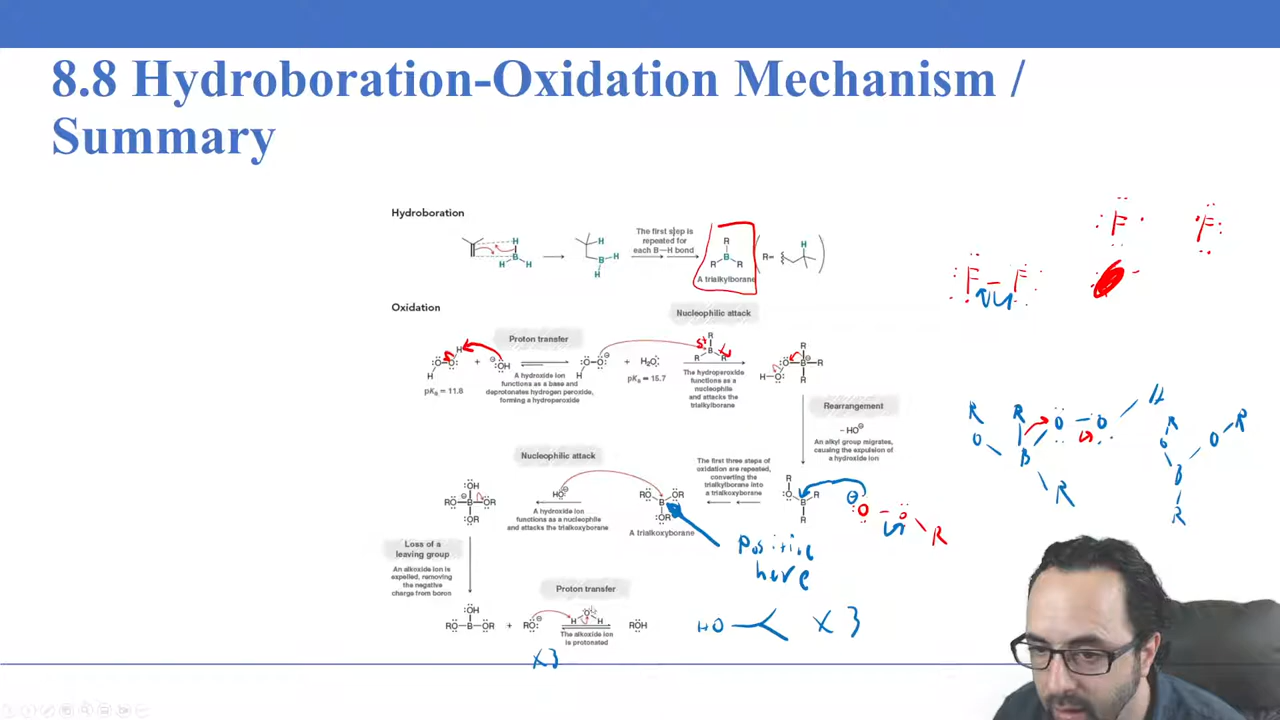 8.8 Hydroboration-Oxidation Mechanism /
Summary
Hydroboration
The first step is
repeated for
each B—H bond
A trialkylborane
Oxidation
Nucleophilic attack
Proton transfer
A hydroxide ion
functions as a base and
deprotonates hydrogen peroxide,
forming a hydroperoxide
pKa = 11.8
+ H2O
pKa = 15.7
The hydroperoxide
functions as a
nucleophile
and attacks the
trialkylborane
Rearrangement
– HO⊖
An alkyl group migrates,
causing the expulsion of
a hydroxide ion
Nucleophilic attack
The first three steps of
oxidation are repeated,
converting the
trialkylborane into
a trialkoxyborane
A hydroxide ion
functions as a nucleophile
and attacks the trialkoxyborane
A trialkoxyborane
positive
here
Loss of a
leaving group
An alkoxide ion is
expelled, removing
the negative
charge from boron
Proton transfer
The alkoxide ion
is protonated
ROH
HO
X 3
X3